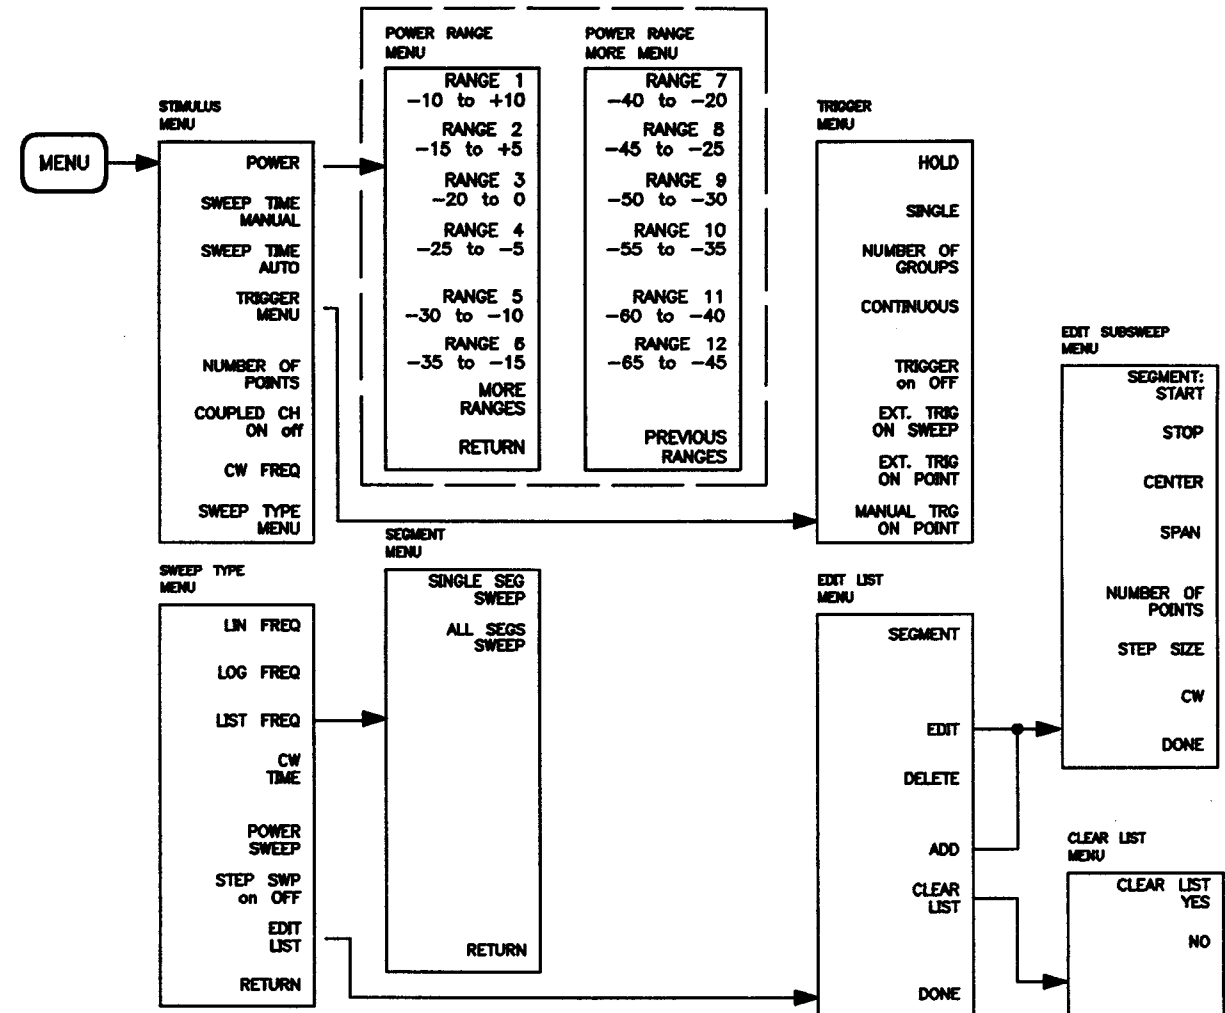 MENU
STIMULUS
MENU
POWER
SWEEP TIME
MANUAL
SWEEP TIME
AUTO
TRIGGER
MENU
NUMBER OF
POINTS
COUPLED CH
ON off
CW FREQ
SWEEP TYPE
MENU
POWER RANGE
MENU
RANGE 1
-10 to +10
RANGE 2
-15 to +5
RANGE 3
-20 to 0
RANGE 4
-25 to -5
RANGE 5
-30 to -10
RANGE 6
-35 to -15
MORE
RANGES
RETURN
POWER RANGE
MORE MENU
RANGE 7
-40 to -20
RANGE 8
-45 to -25
RANGE 9
-50 to -30
RANGE 10
-55 to -35
RANGE 11
-60 to -40
RANGE 12
-65 to -45
PREVIOUS
RANGES
TRIGGER
MENU
HOLD
SINGLE
NUMBER OF
GROUPS
CONTINUOUS
TRIGGER
on OFF
EXT. TRIG
ON SWEEP
EXT. TRIG
ON POINT
MANUAL TRG
ON POINT
SWEEP TYPE
MENU
LIN FREQ
LOG FREQ
LIST FREQ
CW
TIME
POWER
SWEEP
STEP SWP
on OFF
EDIT
LIST
RETURN
SEGMENT
MENU
SINGLE SEG
SWEEP
ALL SEGS
SWEEP
RETURN
EDIT LIST
MENU
SEGMENT
EDIT
DELETE
ADD
CLEAR
LIST
DONE
EDIT SUBSWEEP
MENU
SEGMENT:
START
STOP
CENTER
SPAN
NUMBER OF
POINTS
STEP SIZE
CW
DONE
CLEAR LIST
MENU
CLEAR LIST
YES
NO